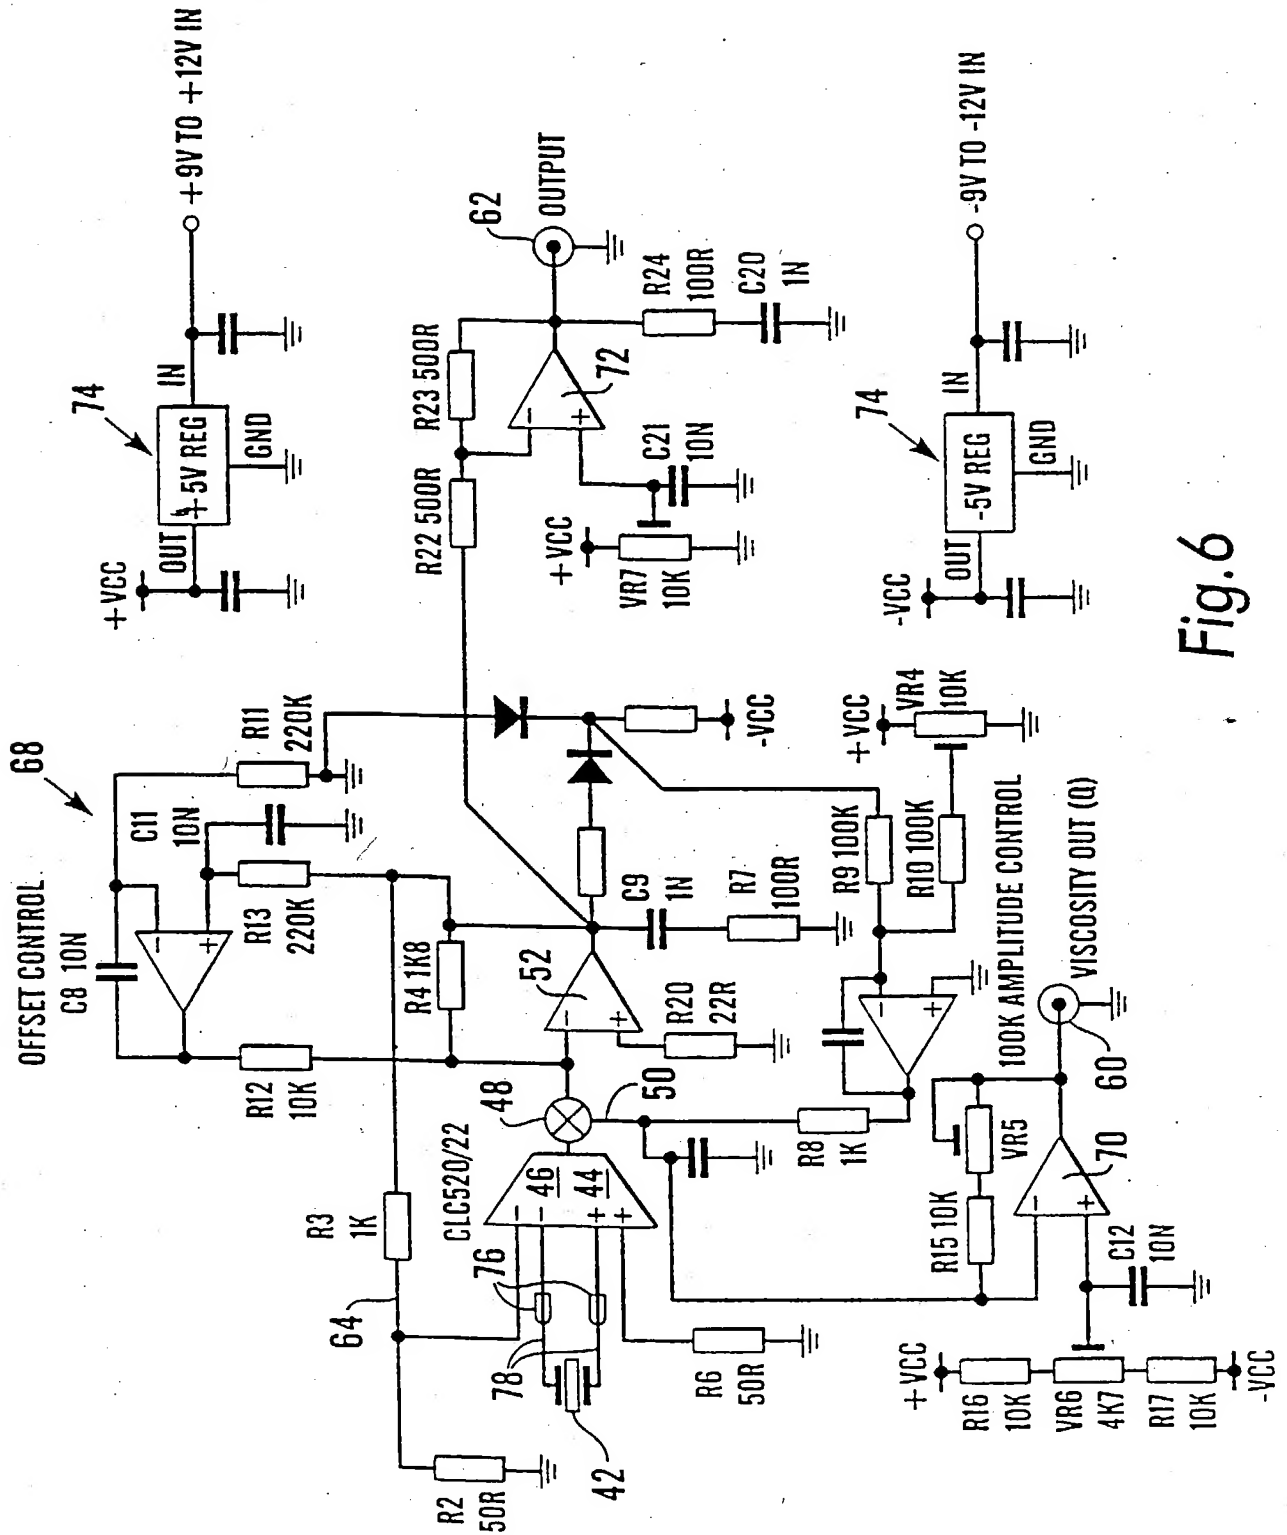 OFFSET CONTROL
C8 10N
68
C11
10N
R11
220K
R13
220K
R12
10K
R3
1K
R4 1K8
64
R2
50R
CLC520/22
46
44
48
76
78
42
50
52
R20
22R
C9
1N
R7
100R
R6
50R
R8
1K
R9 100K
R10 100K
100K AMPLITUDE CONTROL
+VCC
VR4
10K
-VCC
VISCOSITY OUT (Q)
60
VR5
R15 10K
70
C12
10N
+VCC
R16
10K
VR6
4K7
R17
10K
-VCC
R22 500R
R23 500R
72
62
OUTPUT
R24
100R
C20
1N
C21
10N
+VCC
VR7
10K
74
+VCC
OUT
+5V REG
IN
GND
+9V TO +12V IN
74
-VCC
OUT
-5V REG
IN
GND
-9V TO -12V IN
Fig.6